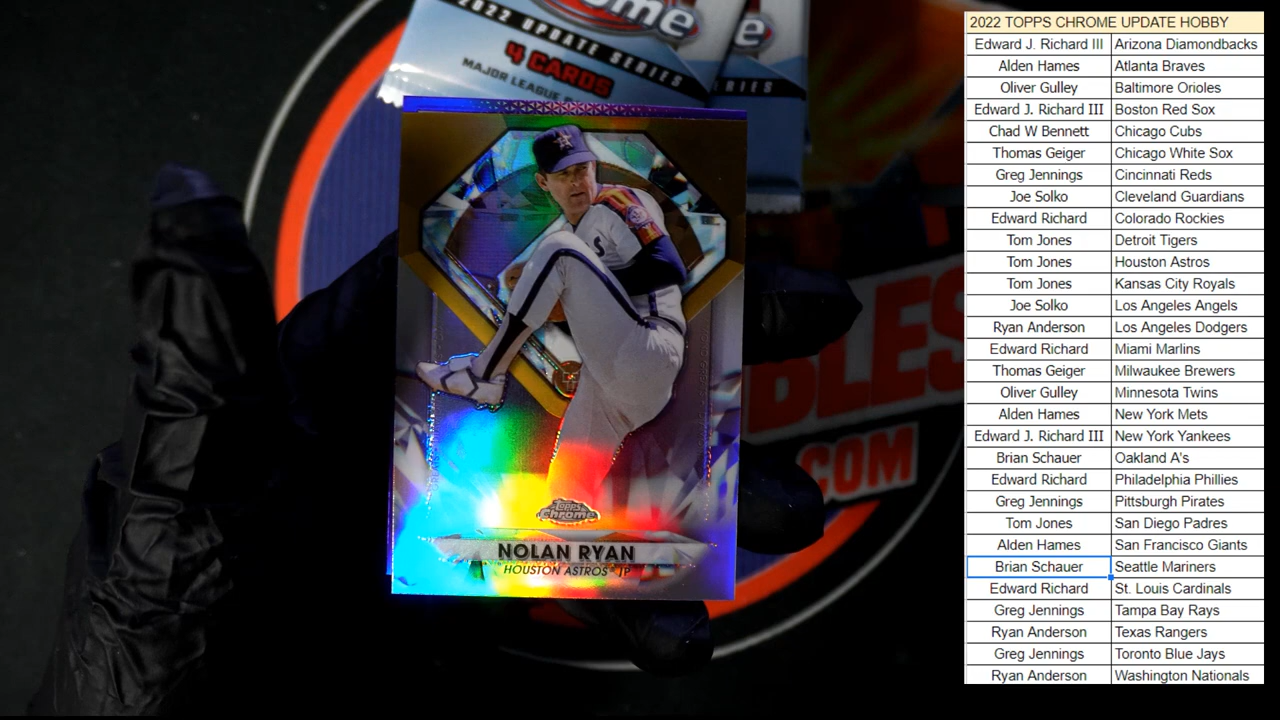 2022 UPDATE SERIES
4 CARDS
MAJOR LEAGUE
RIES
BLES
.COM
Topps
Chrome
NOLAN RYAN
HOUSTON ASTROS® / P
2022 TOPPS CHROME UPDATE HOBBY
Edward J. Richard III Arizona Diamondbacks
Alden Hames Atlanta Braves
Oliver Gulley Baltimore Orioles
Edward J. Richard III Boston Red Sox
Chad W Bennett Chicago Cubs
Thomas Geiger Chicago White Sox
Greg Jennings Cincinnati Reds
Joe Solko Cleveland Guardians
Edward Richard Colorado Rockies
Tom Jones Detroit Tigers
Tom Jones Houston Astros
Tom Jones Kansas City Royals
Joe Solko Los Angeles Angels
Ryan Anderson Los Angeles Dodgers
Edward Richard Miami Marlins
Thomas Geiger Milwaukee Brewers
Oliver Gulley Minnesota Twins
Alden Hames New York Mets
Edward J. Richard III New York Yankees
Brian Schauer Oakland A's
Edward Richard Philadelphia Phillies
Greg Jennings Pittsburgh Pirates
Tom Jones San Diego Padres
Alden Hames San Francisco Giants
Brian Schauer Seattle Mariners
Edward Richard St. Louis Cardinals
Greg Jennings Tampa Bay Rays
Ryan Anderson Texas Rangers
Greg Jennings Toronto Blue Jays
Ryan Anderson Washington Nationals